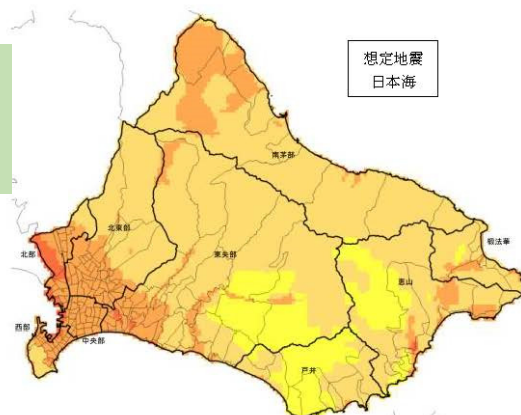 想定地震
日本海
南茅部
北東部
椴法華
北部
東央部
恵山
西部
中央部
戸井